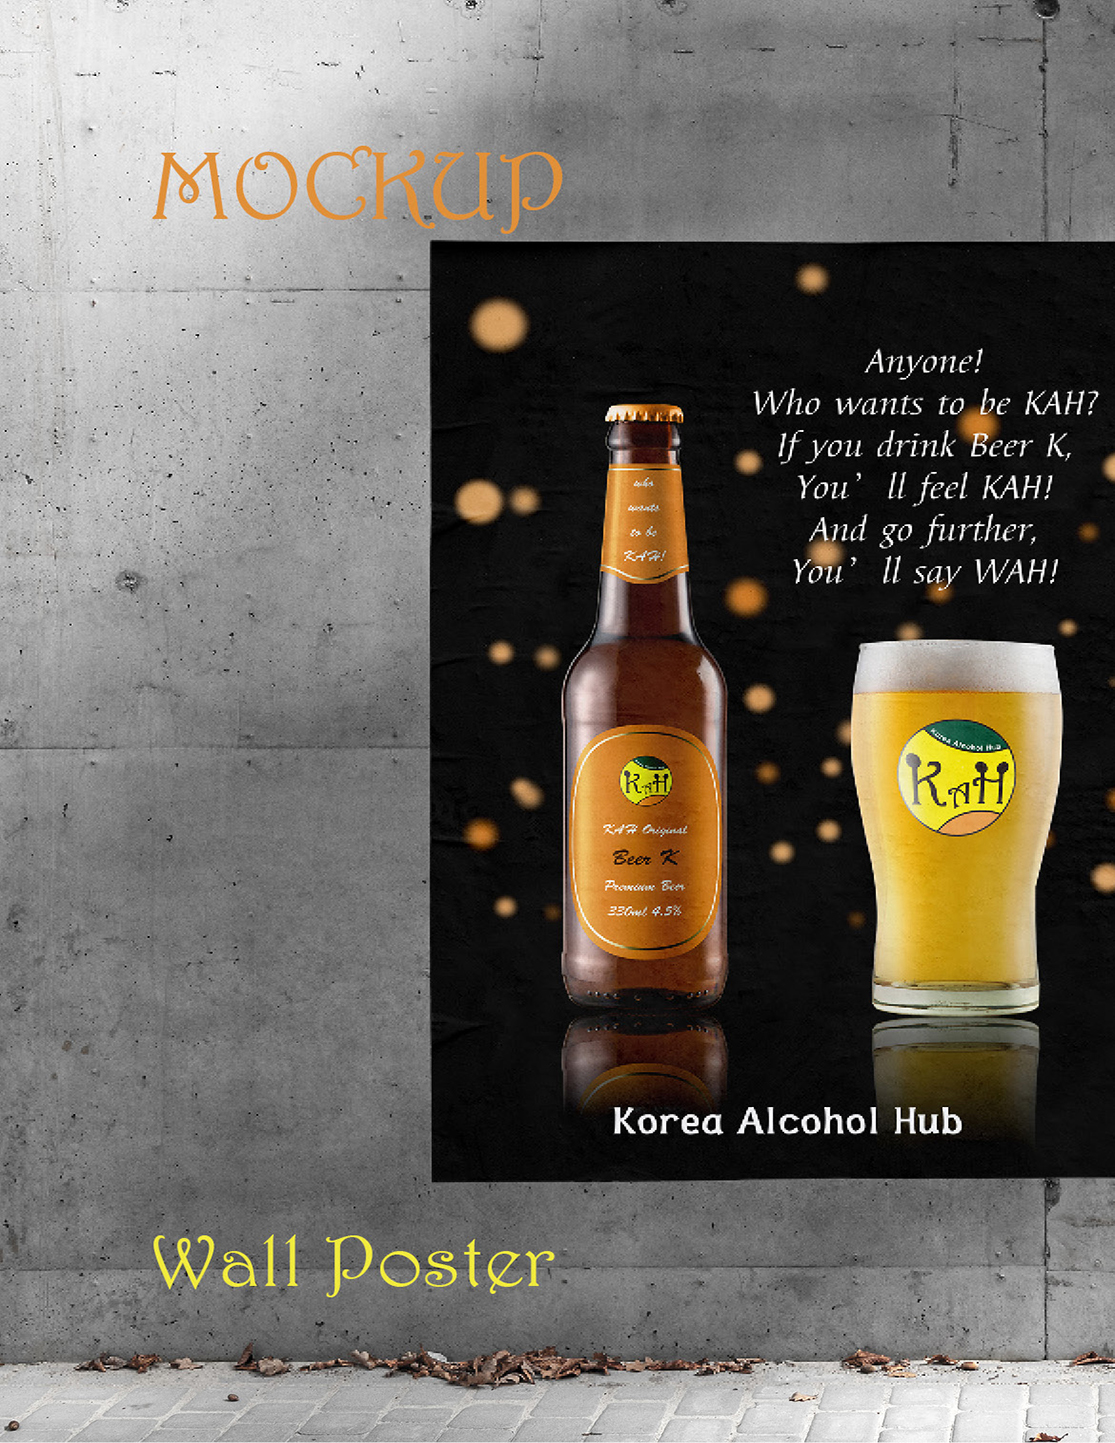 MOCKUP
Anyone!
Who wants to be KAH?
If you drink Beer K,
You’ ll feel KAH!
And go further,
You’ ll say WAH!
who
wants
to be
KAH!
Korea Alcohol Hub
KAH
KAH
KAH Original
Beer K
Premium Beer
330ml 4.5%
Korea Alcohol Hub
Wall Poster